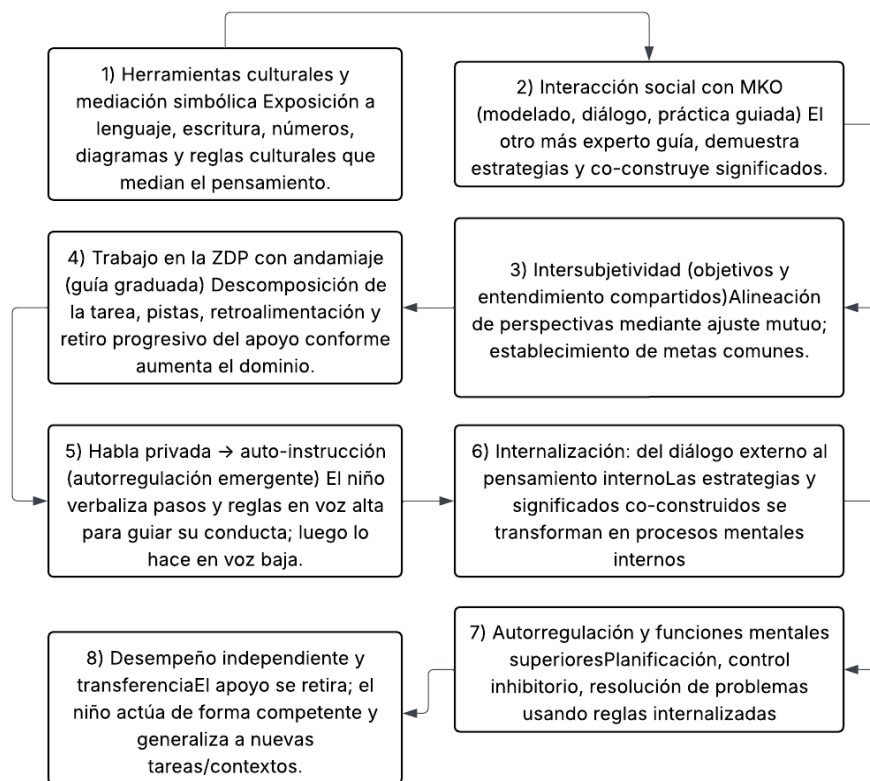 1) Herramientas culturales y
mediación simbólica Exposición a
lenguaje, escritura, números,
diagramas y reglas culturales que
median el pensamiento.
2) Interacción social con MKO
(modelado, diálogo, práctica guiada) El
otro más experto guía, demuestra
estrategias y co-construye significados.
3) Intersubjetividad (objetivos y
entendimiento compartidos)Alineación
de perspectivas mediante ajuste mutuo;
establecimiento de metas comunes.
4) Trabajo en la ZDP con andamiaje
(guía graduada) Descomposición de
la tarea, pistas, retroalimentación y
retiro progresivo del apoyo conforme
aumenta el dominio.
5) Habla privada → auto-instrucción
(autorregulación emergente) El niño
verbaliza pasos y reglas en voz alta
para guiar su conducta; luego lo
hace en voz baja.
6) Internalización: del diálogo externo al
pensamiento internoLas estrategias y
significados co-construidos se
transforman en procesos mentales
internos
7) Autorregulación y funciones mentales
superioresPlanificación, control
inhibitorio, resolución de problemas
usando reglas internalizadas
8) Desempeño independiente y
transferenciaEl apoyo se retira; el
niño actúa de forma competente y
generaliza a nuevas
tareas/contextos.